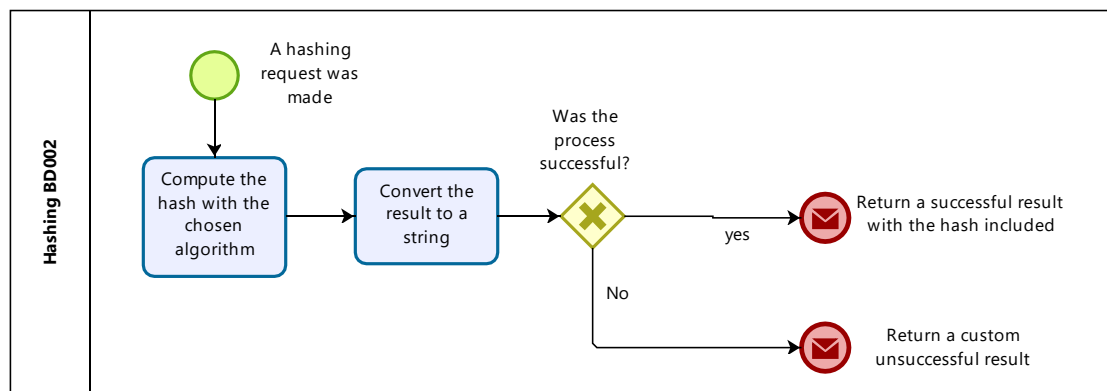 Hashing BD002
A hashing
request was
made
Compute the
hash with the
chosen
algorithm
Convert the
result to a
string
Was the
process
successful?
yes
Return a successful result
with the hash included
No
Return a custom
unsuccessful result